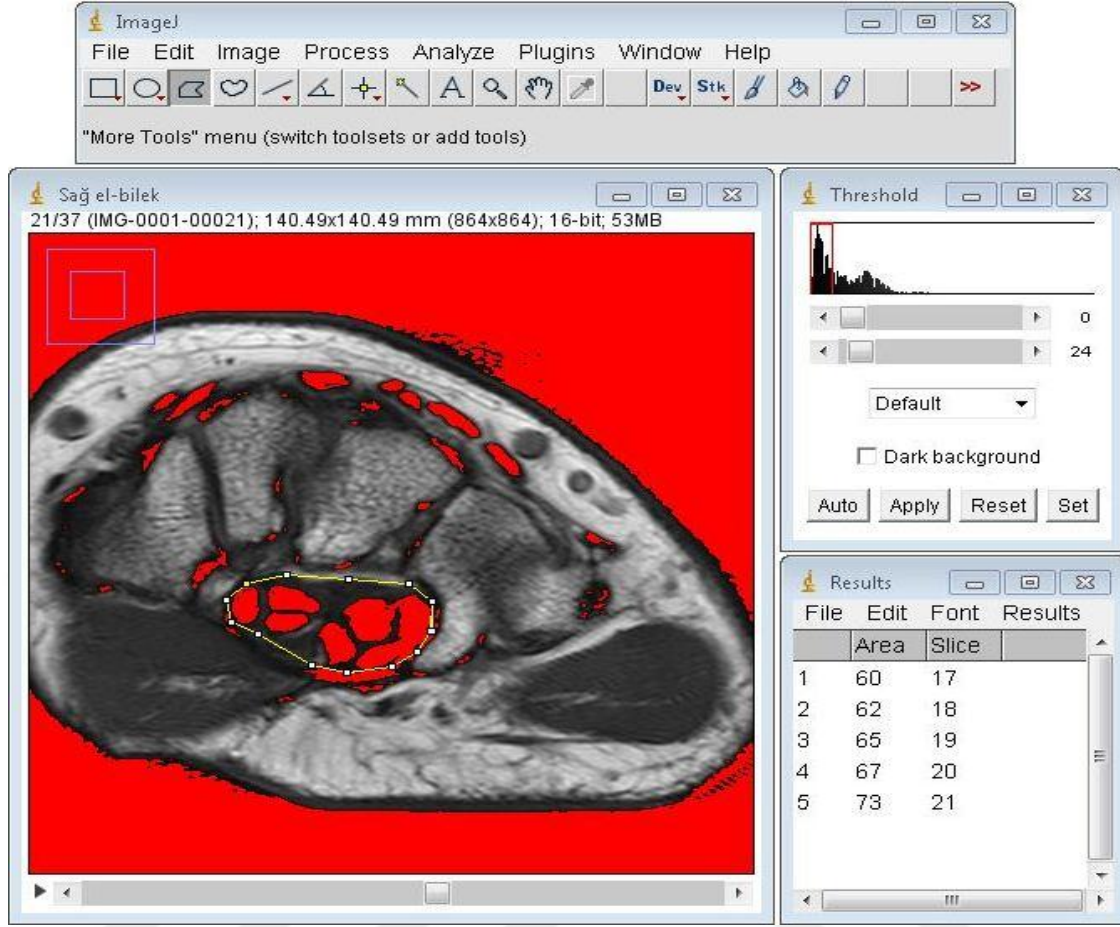 ImageJ
File Edit Image Process Analyze Plugins Window Help
A Dev Stk >>
"More Tools" menu (switch toolsets or add tools)
Sağ el-bilek
21/37 (IMG-0001-00021); 140.49x140.49 mm (864x864); 16-bit; 53MB
Threshold
0
24
Default
Dark background
Auto Apply Reset Set
Results
File Edit Font Results
Area Slice
1 60 17
2 62 18
3 65 19
4 67 20
5 73 21